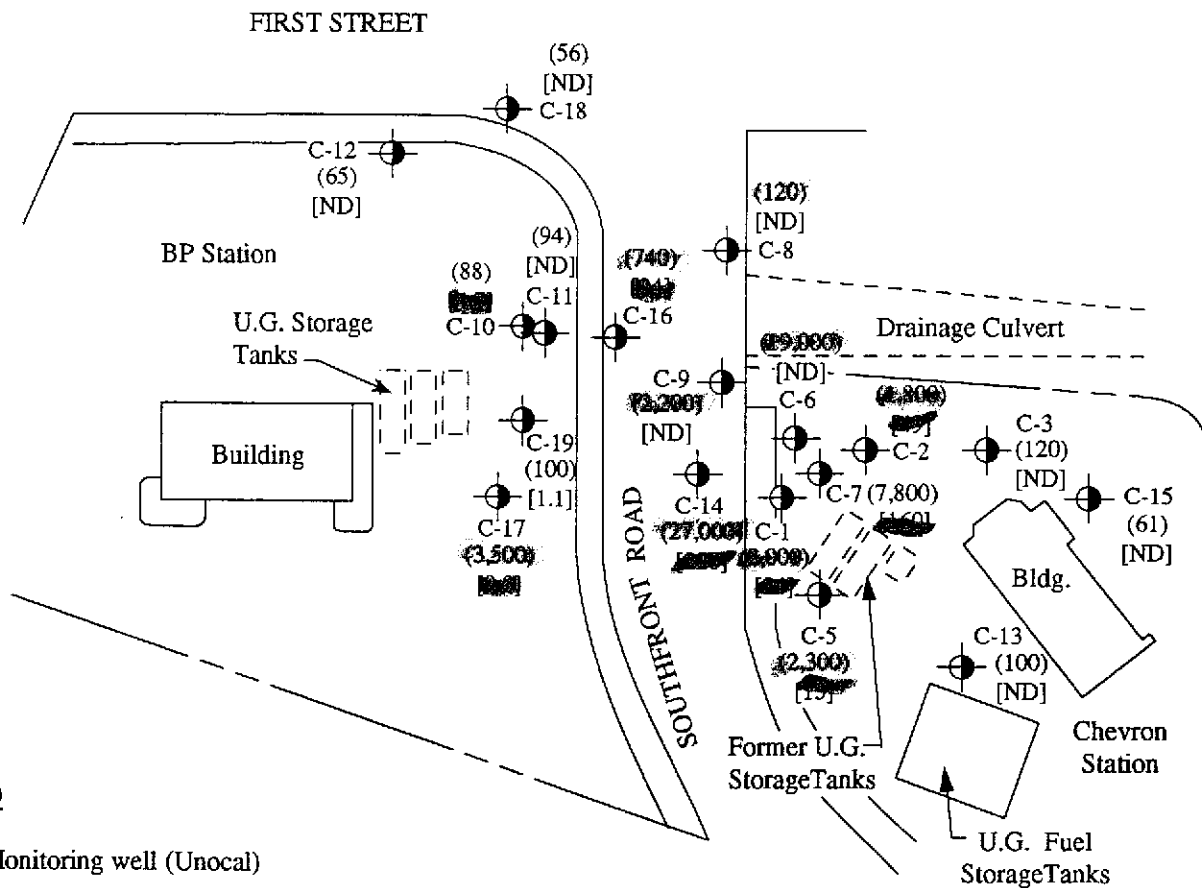 FIRST STREET
(56)
[ND]
C-18
C-12
(65)
[ND]
(120)
[ND]
C-8
BP Station
(94)
[ND]
C-11
(88)
C-10
(740)
C-16
U.G. Storage
Tanks
Drainage Culvert
[ND]
C-6
C-9
(2,200)
[ND]
C-2
C-3
(120)
[ND]
Building
C-19
(100)
[1.1]
C-17
(3,500)
C-14
(27,000)
C-1
C-7 (7,800)
[160]
C-15
(61)
[ND]
Bldg.
SOUTHFRONT ROAD
C-5
(2,300)
[15]
C-13
(100)
[ND]
Former U.G.
StorageTanks
Chevron
Station
U.G. Fuel
StorageTanks
Monitoring well (Unocal)